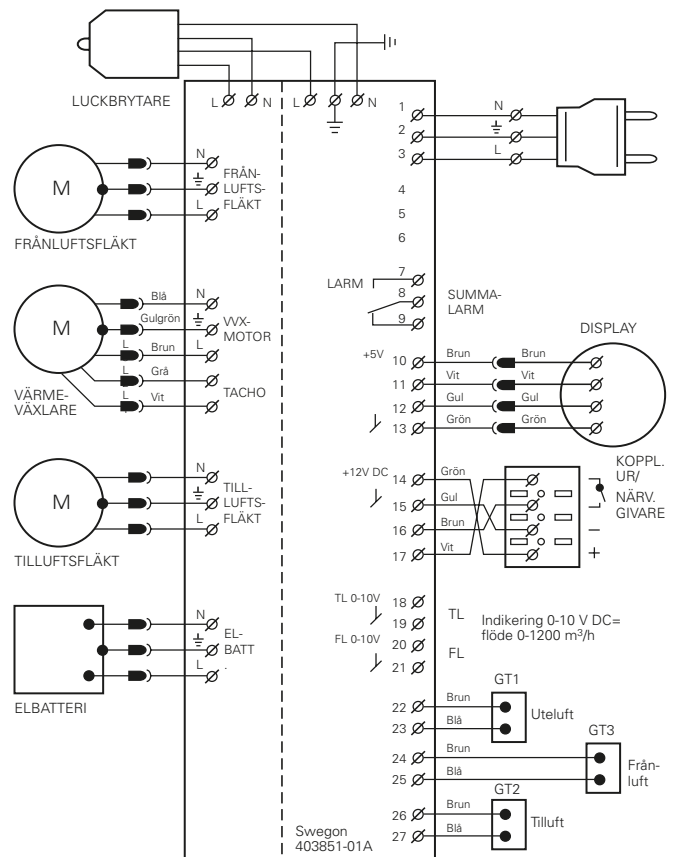 LUCKBRYTARE
L
N
L
N
1
N
2
3
L
M
N
FRÅN-
LUFTS-
L
FLÄKT
FRÅNLUFTSFLÄKT
4
5
6
LARM
7
8
9
SUMMA-
LARM
M
Blå
N
Gulgrön
VVX-
MOTOR
L
Brun
L
L
Grå
L
Vit
TACHO
VÄRME-
VÄXLARE
DISPLAY
+5V
10
Brun
Brun
11
Vit
Vit
12
Gul
Gul
13
Grön
Grön
M
N
TILL-
LUFTS-
L
FLÄKT
TILLUFTSFLÄKT
+12V DC
14
Grön
15
Gul
16
Brun
17
Vit
KOPPL.
UR/
NÄRV.
GIVARE
–
+
N
EL-
BATT
L
.
ELBATTERI
TL 0-10V
18
TL
19
FL 0-10V
20
FL
21
Indikering 0-10 V DC=
flöde 0-1200 m³/h
GT1
22
Brun
23
Blå
Uteluft
GT3
24
Brun
25
Blå
Från-
luft
GT2
26
Brun
27
Blå
Tilluft
Swegon
403851-01A